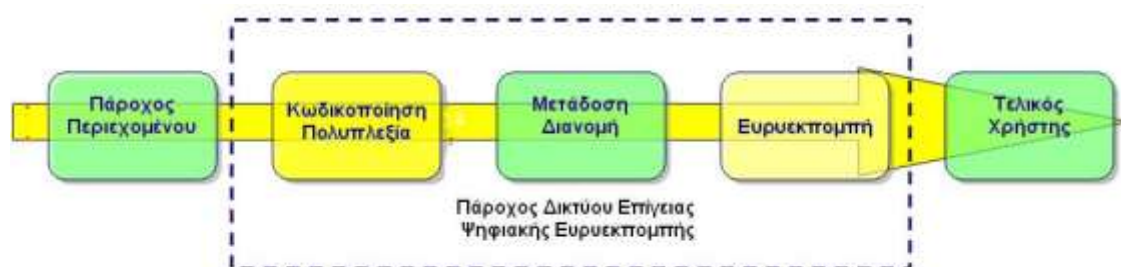 Πάροχος
Περιεχομένου
Κωδικοποίηση
Πολυπλεξία
Μετάδοση
Διανομή
Ευρυεκπομπή
Τελικός
Χρήστης
Πάροχος Δικτύου Επίγειας
Ψηφιακής Ευρυεκπομπής